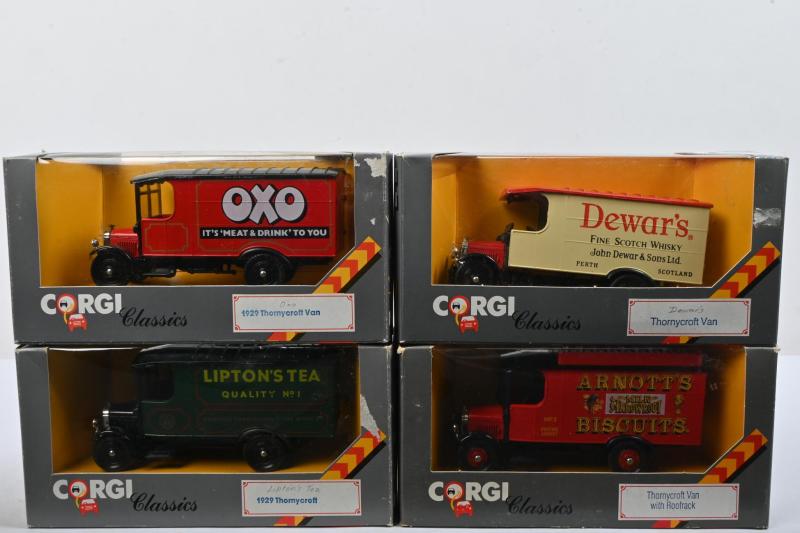 OXO
IT'S 'MEAT & DRINK' TO YOU
CORGI
Classics
Oxo
1929 Thornycroft Van
Dewar's
FINE SCOTCH WHISKY
John Dewar & Sons Ltd.
PERTH SCOTLAND
CORGI
Classics
Dewar's
Thornycroft Van
LIPTON'S TEA
QUALITY No 1
CORGI
Classics
Lipton's Tea
1929 Thornycroft
ARNOTT'S
MILK
ARROWROOT
BISCUITS
CORGI
Classics
Thornycroft Van
with Roofrack